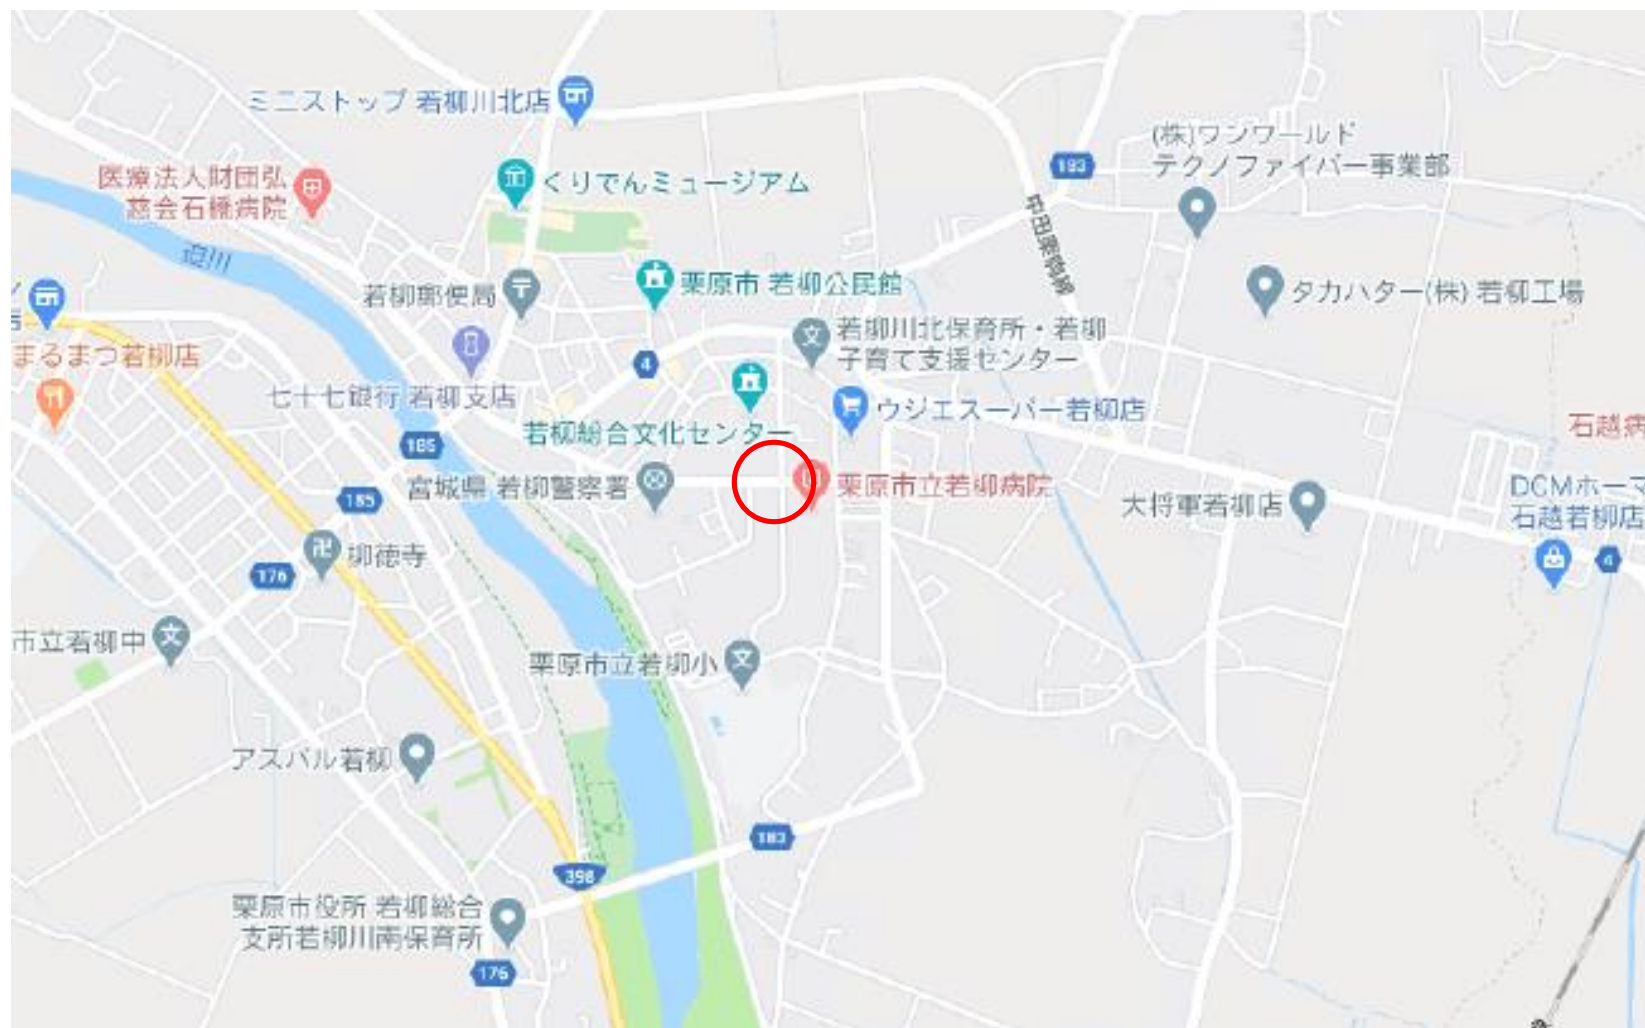 ミニストップ 若柳川北店
医療法人財団弘
慈会石橋病院
くりでんミュージアム
(株)ワンワールド
テクノファイバー事業部
183
中田栗駒線
迫川
若柳郵便局
栗原市 若柳公民館
タカハター(株) 若柳工場
店
まるまつ若柳店
4
若柳川北保育所・若柳
子育て支援センター
七十七銀行 若柳支店
ウジエスーパー若柳店
若柳総合文化センター
石越病
185
宮城県 若柳警察署
栗原市立若柳病院
185
大将軍若柳店
DCMホーマ
石越若柳店
柳徳寺
176
4
市立若柳中
栗原市立若柳小
アスパル若柳
183
398
栗原市役所 若柳総合
支所若柳川南保育所
176